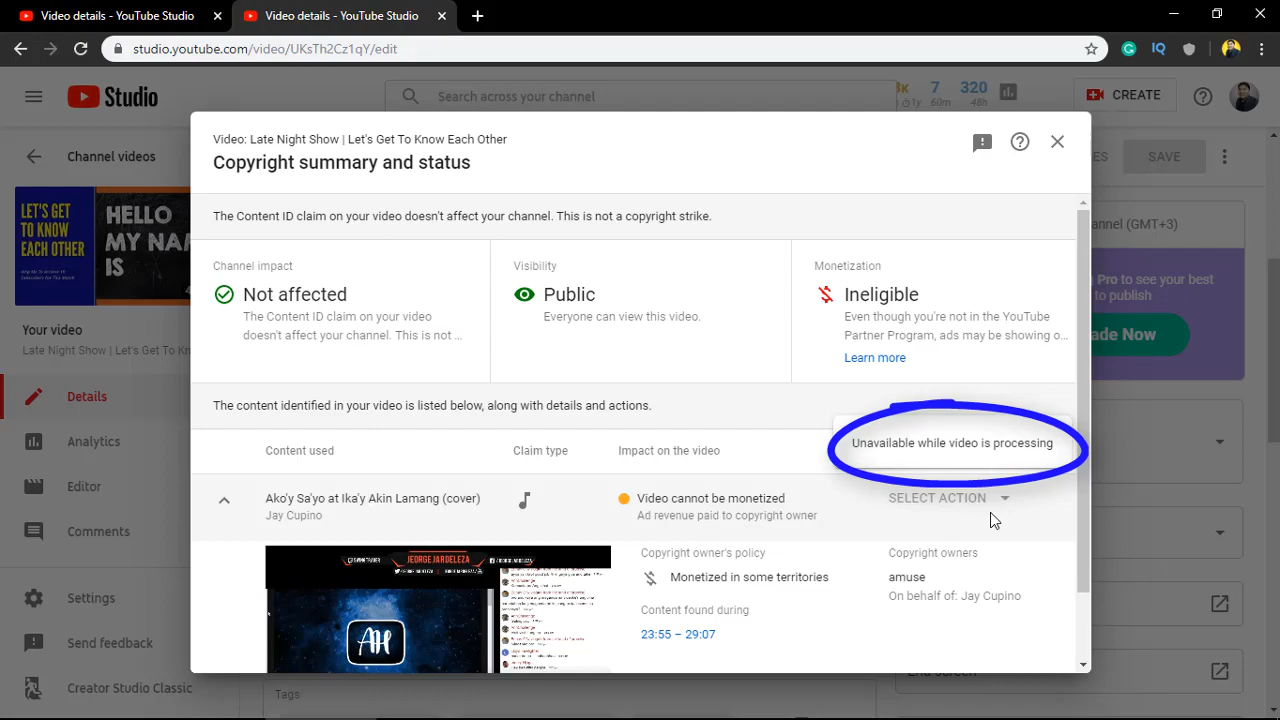 Video details - YouTube Studio
Video details - YouTube Studio
studio.youtube.com/video/UKsTh2Cz1qY/edit
Studio
Search across your channel
7
60m
320
48h
CREATE
Channel videos
SAVE
Video: Late Night Show | Let's Get To Know Each Other
Copyright summary and status
The Content ID claim on your video doesn't affect your channel. This is not a copyright strike.
LET'S GET
TO KNOW
EACH OTHER
HELLO
MY NA
IS
(GMT+3)
Pro to see your best
to publish
Now
Channel impact
Not affected
The Content ID claim on your video
doesn't affect your channel. This is not ...
Visibility
Public
Everyone can view this video.
Monetization
Ineligible
Even though you're not in the YouTube
Partner Program, ads may be showing o...
Learn more
Your video
Late Night Show | Let's Get To Kn
Details
Analytics
Editor
Comments
Settings
Send feedback
Creator Studio Classic
The content identified in your video is listed below, along with details and actions.
Unavailable while video is processing
Content used
Claim type
Impact on the video
Ako'y Sa'yo at Ika'y Akin Lamang (cover)
Jay Cupino
Video cannot be monetized
Ad revenue paid to copyright owner
SELECT ACTION
JEORGE JARDELEZA
Copyright owner's policy
Monetized in some territories
Content found during
23:55 – 29:07
Copyright owners
amuse
On behalf of: Jay Cupino
Tags
End screen